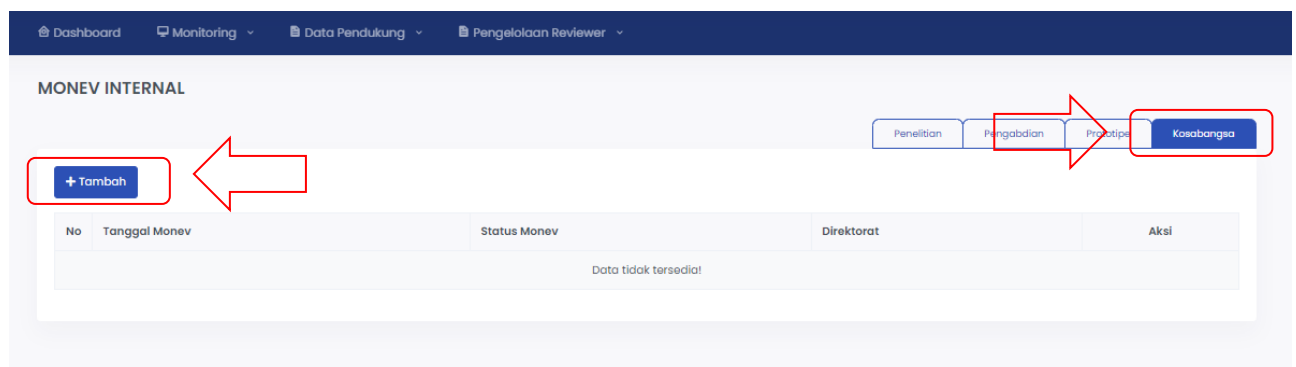 Dashboard Monitoring Data Pendukung Pengelolaan Reviewer
MONEV INTERNAL
Penelitian Pengabdian Prototipe Kosabangsa
+ Tambah
No Tanggal Monev Status Monev Direktorat Aksi
Data tidak tersedia!